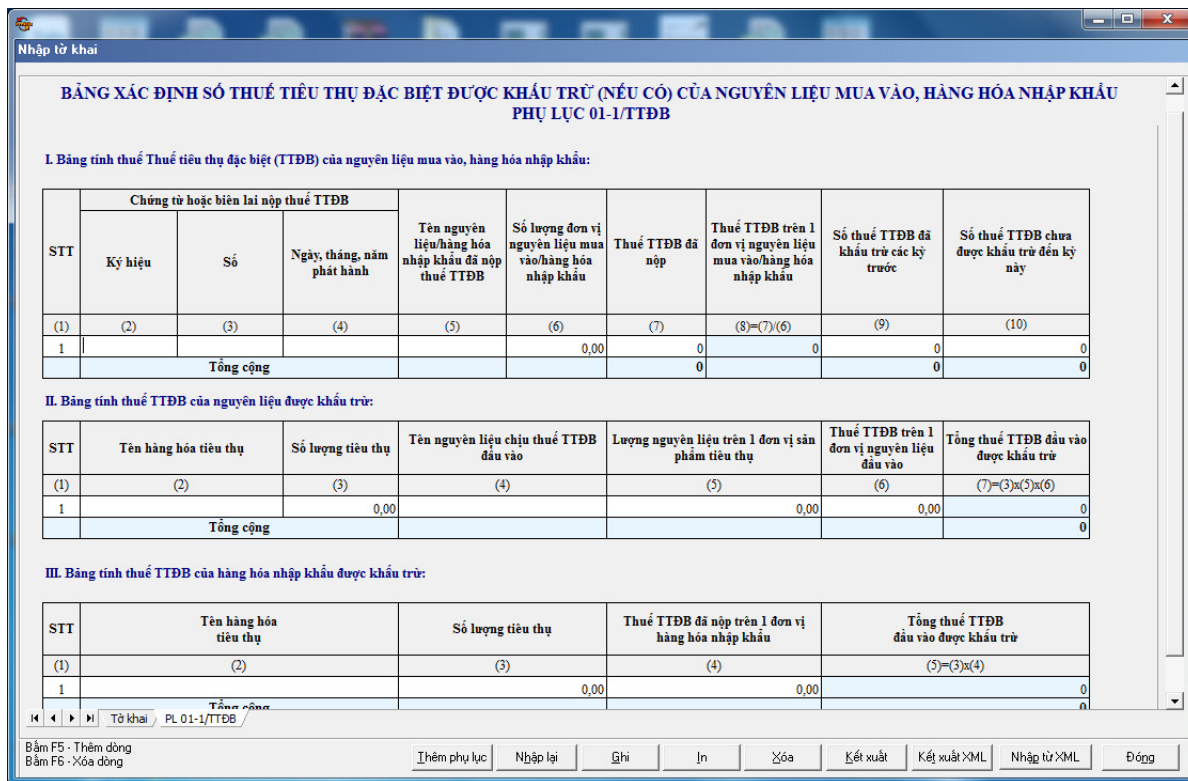 Nhập tờ khai
BẢNG XÁC ĐỊNH SỐ THUẾ TIÊU THỤ ĐẶC BIỆT ĐƯỢC KHẤU TRỪ (NẾU CÓ) CỦA NGUYÊN LIỆU MUA VÀO, HÀNG HÓA NHẬP KHẨU
PHỤ LỤC 01-1/TTĐB
I. Bảng tính thuế Thuế tiêu thụ đặc biệt (TTĐB) của nguyên liệu mua vào, hàng hóa nhập khẩu:
STT
Chứng từ hoặc biên lai nộp thuế TTĐB
Ký hiệu
Số
Ngày, tháng, năm
phát hành
Tên nguyên
liệu/hàng hóa
nhập khẩu đã nộp
thuế TTĐB
Số lượng đơn vị
nguyên liệu mua
vào/hàng hóa
nhập khẩu
Thuế TTĐB đã
nộp
Thuế TTĐB trên 1
đơn vị nguyên liệu
mua vào/hàng hóa
nhập khẩu
Số thuế TTĐB đã
khấu trừ các kỳ
trước
Số thuế TTĐB chưa
được khấu trừ đến kỳ
này
(1) (2) (3) (4) (5) (6) (7) (8)=(7)/(6) (9) (10)
1 0,00 0 0 0 0
Tổng cộng 0 0 0
II. Bảng tính thuế TTĐB của nguyên liệu được khấu trừ:
STT
Tên hàng hóa tiêu thụ
Số lượng tiêu thụ
Tên nguyên liệu chịu thuế TTĐB
đầu vào
Lượng nguyên liệu trên 1 đơn vị sản
phẩm tiêu thụ
Thuế TTĐB trên 1
đơn vị nguyên liệu
đầu vào
Tổng thuế TTĐB đầu vào
được khấu trừ
(1) (2) (3) (4) (5) (6) (7)=(3)x(5)x(6)
1 0,00 0,00 0,00 0
Tổng cộng 0
III. Bảng tính thuế TTĐB của hàng hóa nhập khẩu được khấu trừ:
STT
Tên hàng hóa
tiêu thụ
Số lượng tiêu thụ
Thuế TTĐB đã nộp trên 1 đơn vị
hàng hóa nhập khẩu
Tổng thuế TTĐB
đầu vào được khấu trừ
(1) (2) (3) (4) (5)=(3)x(4)
1 0,00 0,00 0
Tổng cộng 0
Tờ khai PL 01-1/TTĐB
Bấm F5 - Thêm dòng
Bấm F6 - Xóa dòng
Thêm phụ lục Nhập lại Ghi In Xóa Kết xuất Kết xuất XML Nhập từ XML Đóng